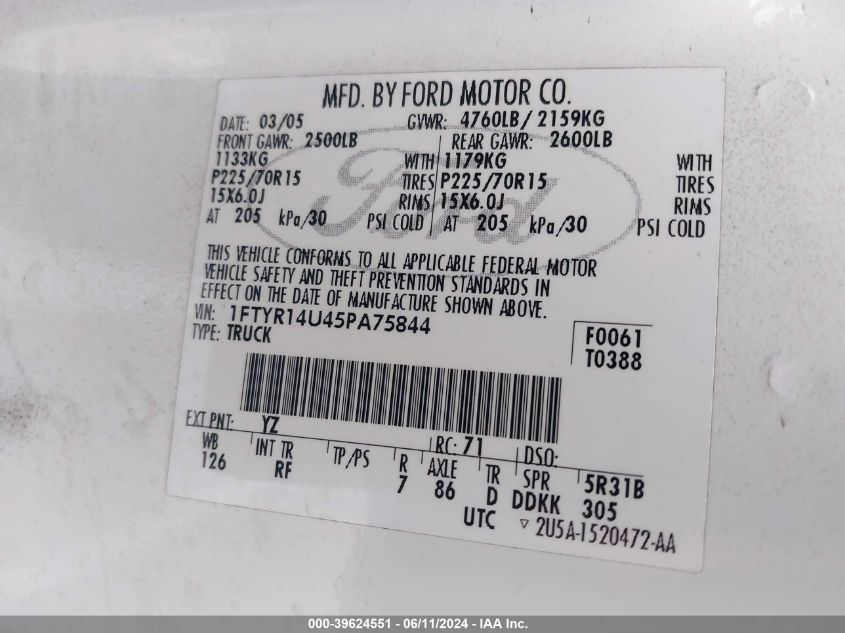 MFD. BY FORD MOTOR CO.
DATE: 03/05 GVWR: 4760LB/ 2159KG
FRONT GAWR: 2500LB REAR GAWR: 2600LB
1133KG WITH 1179KG WITH
P225/70R15 TIRES P225/70R15 TIRES
15X6.0J RIMS 15X6.0J RIMS
AT 205 kPa/30 PSI COLD AT 205 kPa/30 PSI COLD
Ford
THIS VEHICLE CONFORMS TO ALL APPLICABLE FEDERAL MOTOR
VEHICLE SAFETY AND THEFT PREVENTION STANDARDS IN
EFFECT ON THE DATE OF MANUFACTURE SHOWN ABOVE.
VIN: 1FTYR14U45PA75844
TYPE: TRUCK
F0061
T0388
EXT PNT: YZ RC: 71 DSO:
WB INT TR TP/PS R AXLE TR SPR 5R31B
126 RF 7 86 D DDKK 305
UTC ▽ 2U5A-1520472-AA
000-39624551 - 06/11/2024 - IAA Inc.